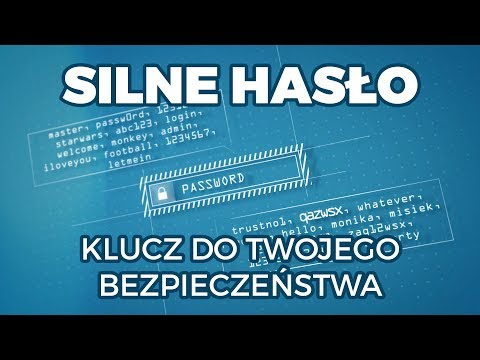 SILNE HASŁO
master, passw0rd,
starwars, abc123, login,
welcome, monkey, admin,
iloveyou, football, 1234567,
letmein
PASSWORD
trustno1, qazwsx, whatever,
hello, monika, misiek,
zaq12wsx,
KLUCZ DO TWOJEGO
BEZPIECZEŃSTWA